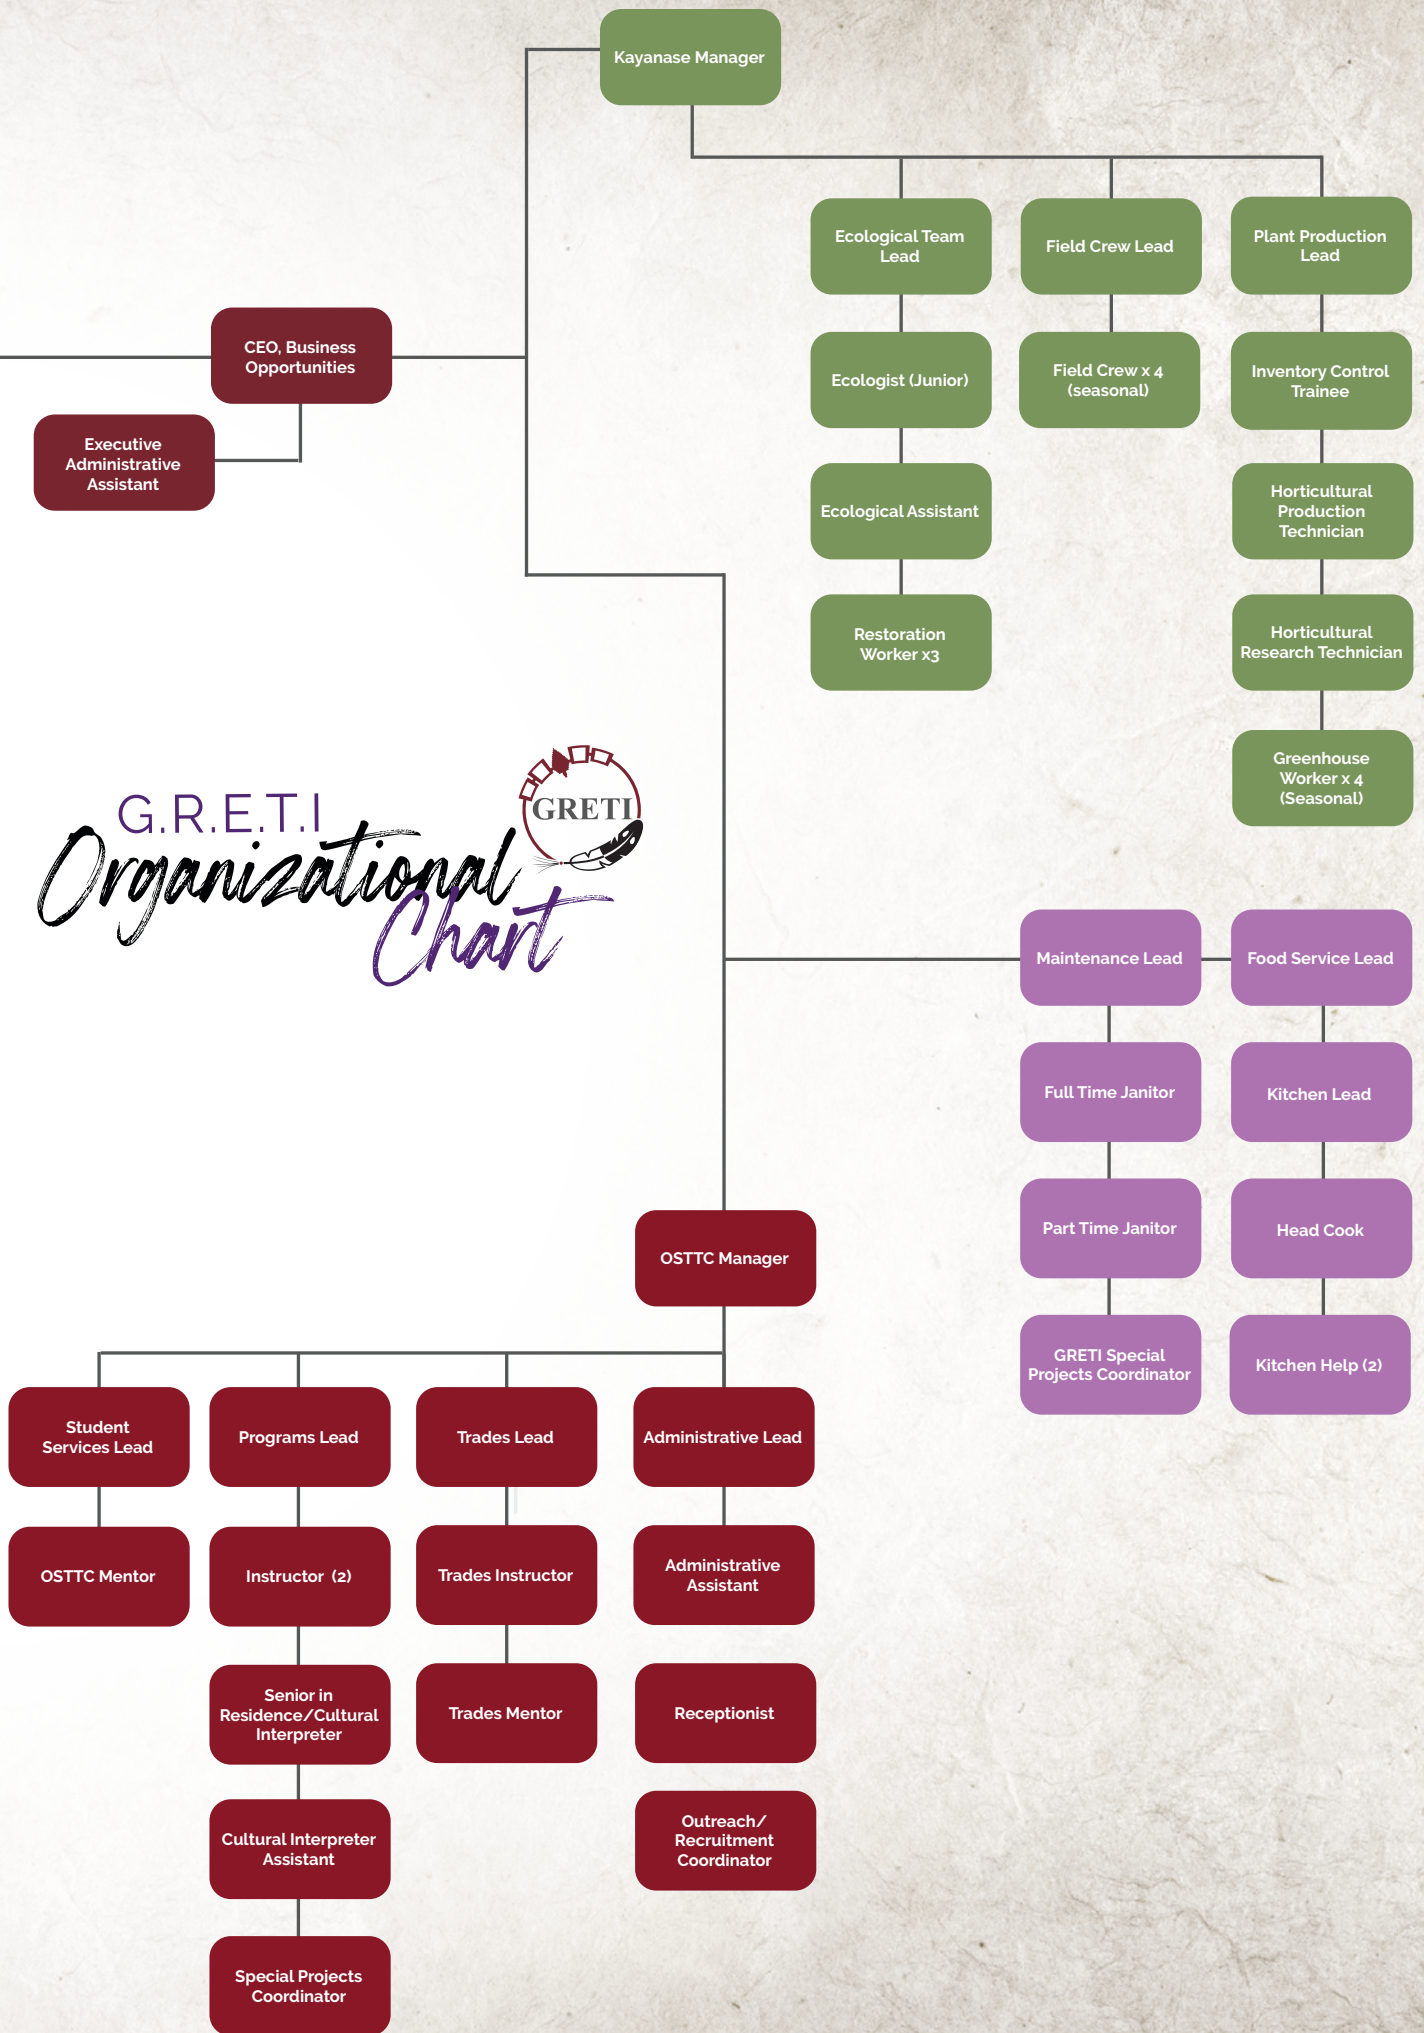 Kayanase Manager
Ecological Team
Lead
Field Crew Lead
Plant Production
Lead
CEO, Business
Opportunities
Ecologist (Junior)
Field Crew x 4
(seasonal)
Inventory Control
Trainee
Executive
Administrative
Assistant
Ecological Assistant
Horticultural
Production
Technician
Restoration
Worker x3
Horticultural
Research Technician
Greenhouse
Worker x 4
(Seasonal)
G.R.E.T.I
Organizational
Chart
GRETI
Maintenance Lead
Food Service Lead
Full Time Janitor
Kitchen Lead
Part Time Janitor
Head Cook
OSTTC Manager
GRETI Special
Projects Coordinator
Kitchen Help (2)
Student
Services Lead
Programs Lead
Trades Lead
Administrative Lead
OSTTC Mentor
Instructor (2)
Trades Instructor
Administrative
Assistant
Senior in
Residence/Cultural
Interpreter
Trades Mentor
Receptionist
Cultural Interpreter
Assistant
Outreach/
Recruitment
Coordinator
Special Projects
Coordinator